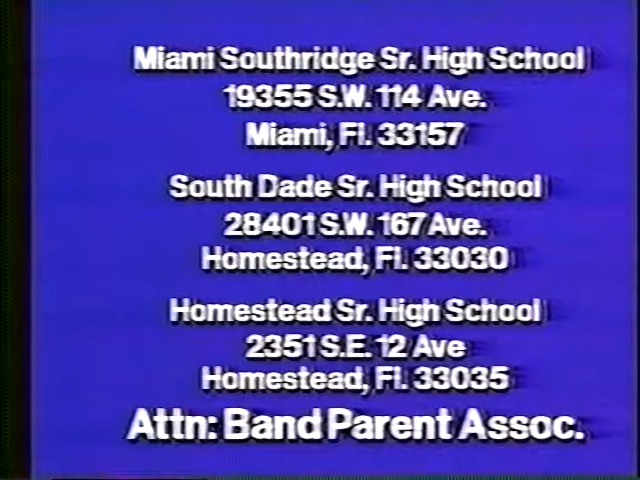 Miami Southridge Sr. High School
19355 S.W. 114 Ave.
Miami, Fl. 33157
South Dade Sr. High School
28401 S.W. 167 Ave.
Homestead, Fl. 33030
Homestead Sr. High School
2351 S.E. 12 Ave
Homestead, Fl. 33035
Attn: Band Parent Assoc.